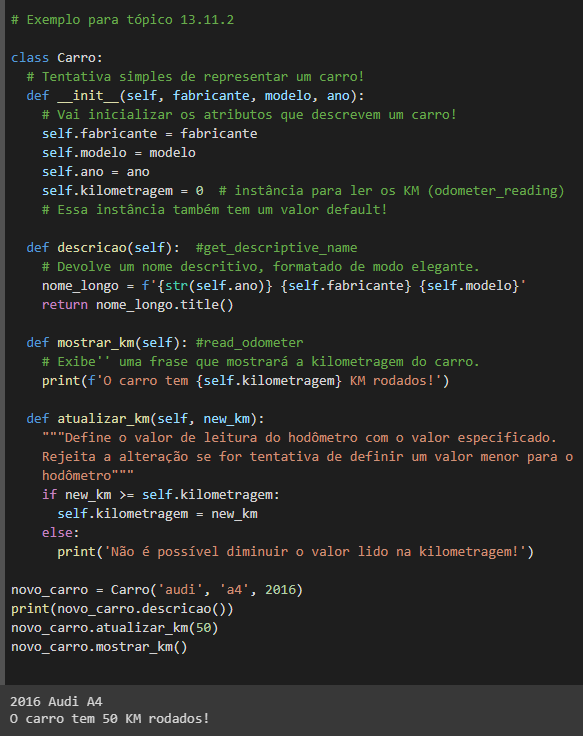 # Exemplo para tópico 13.11.2
class Carro:
# Tentativa simples de representar um carro!
def __init__(self, fabricante, modelo, ano):
# Vai inicializar os atributos que descrevem um carro!
self.fabricante = fabricante
self.modelo = modelo
self.ano = ano
self.kilometragem = 0  # instância para ler os KM (odometer_reading)
# Essa instância também tem um valor default!
def descricao(self):  #get_descriptive_name
# Devolve um nome descritivo, formatado de modo elegante.
nome_longo = f'{str(self.ano)} {self.fabricante} {self.modelo}'
return nome_longo.title()
def mostrar_km(self): #read_odometer
# Exibe'' uma frase que mostrará a kilometragem do carro.
print(f'O carro tem {self.kilometragem} KM rodados!')
def atualizar_km(self, new_km):
"""Define o valor de leitura do hodômetro com o valor especificado.
Rejeita a alteração se for tentativa de definir um valor menor para o
hodômetro"""
if new_km >= self.kilometragem:
self.kilometragem = new_km
else:
print('Não é possível diminuir o valor lido na kilometragem!')
novo_carro = Carro('audi', 'a4', 2016)
print(novo_carro.descricao())
novo_carro.atualizar_km(50)
novo_carro.mostrar_km()
2016 Audi A4
O carro tem 50 KM rodados!